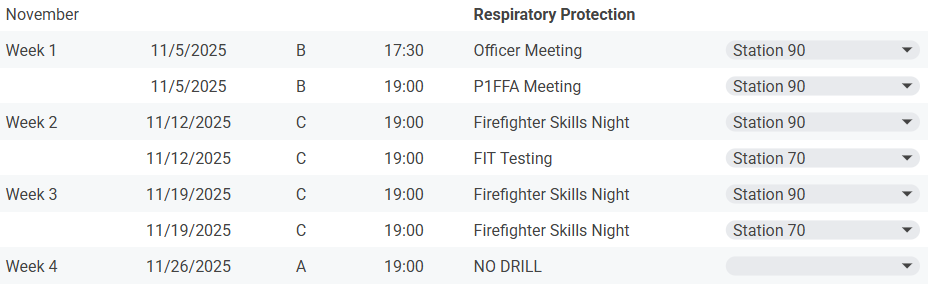 November Respiratory Protection
Week 1 11/5/2025 B 17:30 Officer Meeting Station 90
11/5/2025 B 19:00 P1FFA Meeting Station 90
Week 2 11/12/2025 C 19:00 Firefighter Skills Night Station 90
11/12/2025 C 19:00 FIT Testing Station 70
Week 3 11/19/2025 C 19:00 Firefighter Skills Night Station 90
11/19/2025 C 19:00 Firefighter Skills Night Station 70
Week 4 11/26/2025 A 19:00 NO DRILL